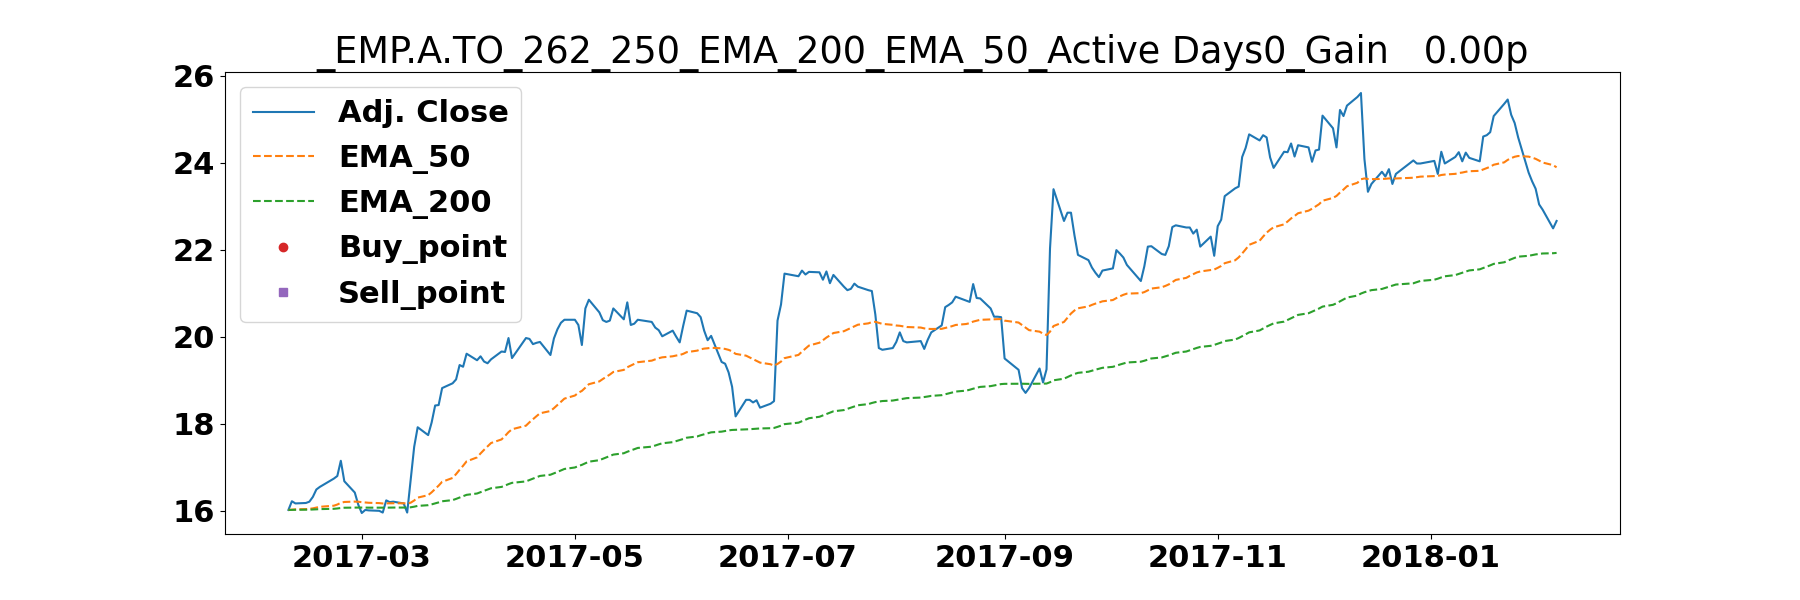 _EMP.A.TO_262_250_EMA_200_EMA_50_Active Days0_Gain   0.00p
26
24
22
20
18
16
Adj. Close
EMA_50
EMA_200
Buy_point
Sell_point
2017-03 2017-05 2017-07 2017-09 2017-11 2018-01